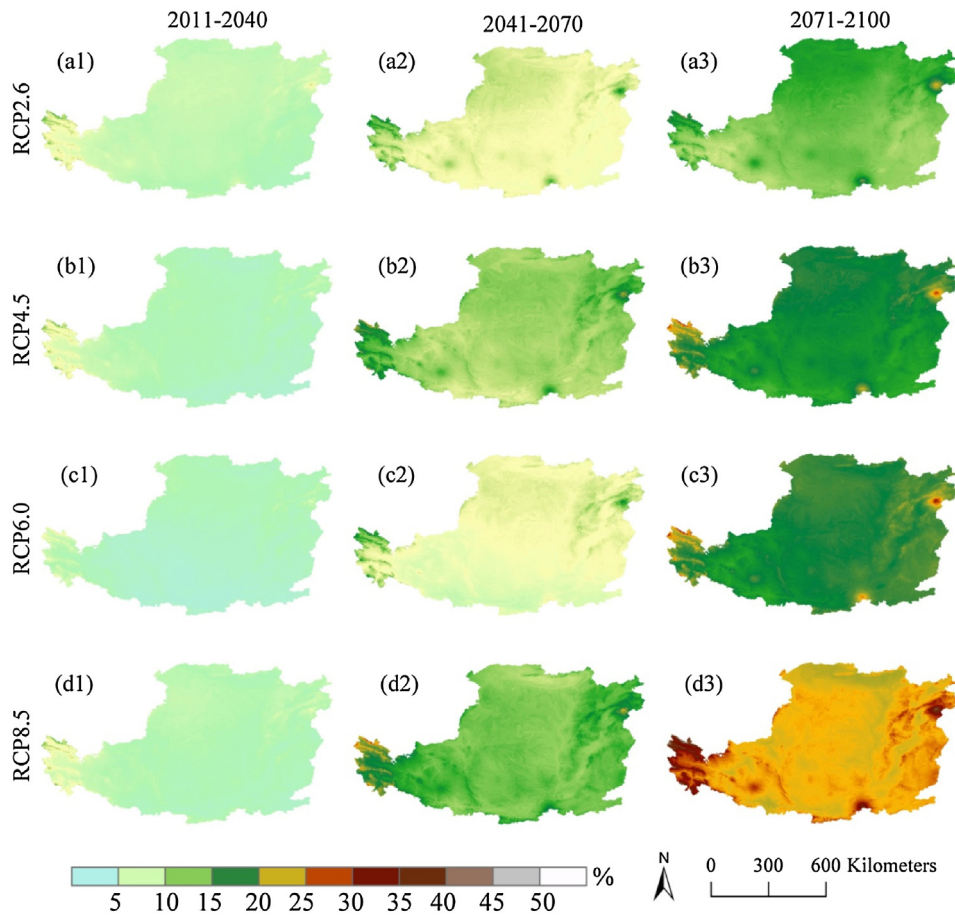 2011-2040 2041-2070 2071-2100
RCP2.6 (a1) (a2) (a3)
RCP4.5 (b1) (b2) (b3)
RCP6.0 (c1) (c2) (c3)
RCP8.5 (d1) (d2) (d3)
% N 0 300 600 Kilometers
5 10 15 20 25 30 35 40 45 50